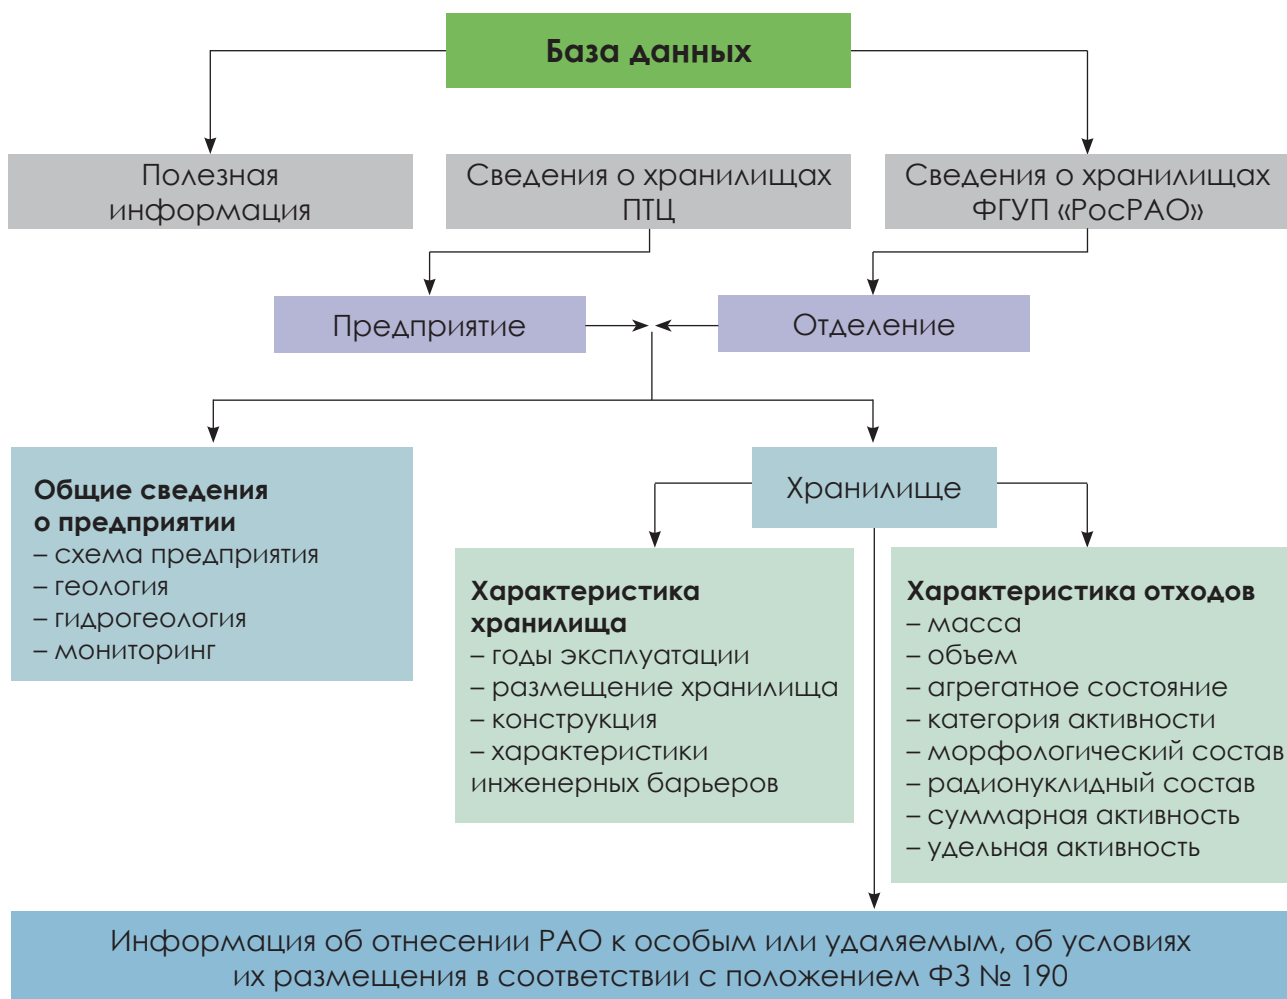 База данных
Полезная
информация
Сведения о хранилищах
ПТЦ
Сведения о хранилищах
ФГУП «РосРАО»
Предприятие
Отделение
Общие сведения
о предприятии
– схема предприятия
– геология
– гидрогеология
– мониторинг
Хранилище
Характеристика
хранилища
– годы эксплуатации
– размещение хранилища
– конструкция
– характеристики
инженерных барьеров
Характеристика отходов
– масса
– объем
– агрегатное состояние
– категория активности
– морфологический состав
– радионуклидный состав
– суммарная активность
– удельная активность
Информация об отнесении РАО к особым или удаляемым, об условиях
их размещения в соответствии с положением ФЗ № 190